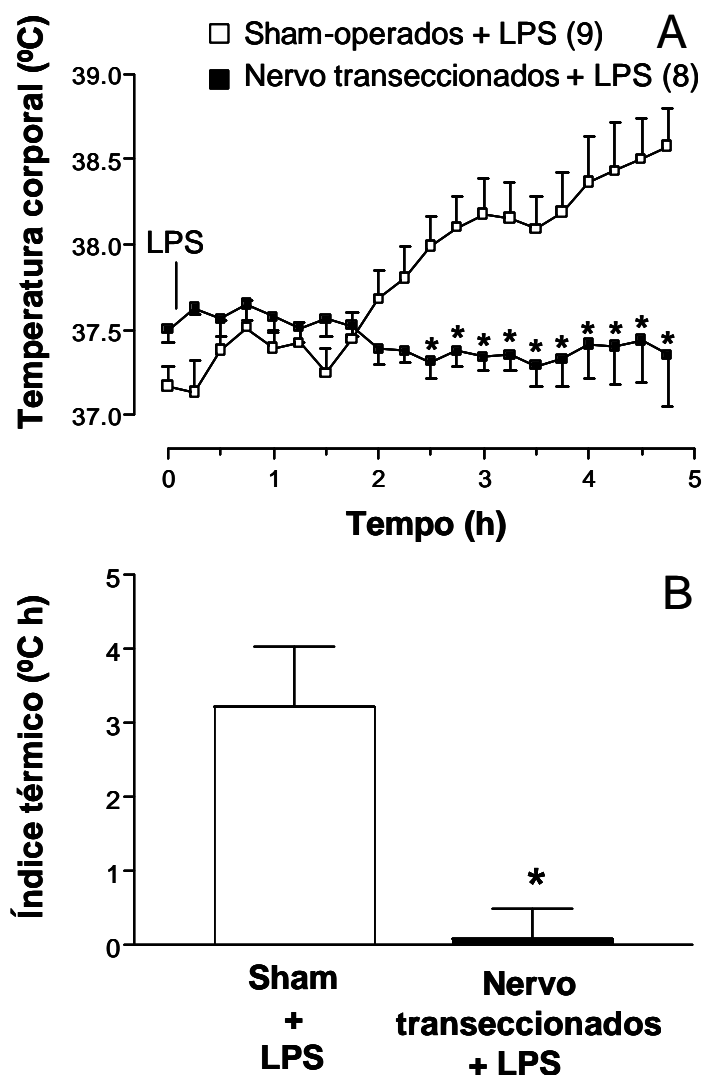 Sham-operados + LPS (9)
A
Nervo transeccionados + LPS (8)
Temperatura corporal (ºC)
39.0
38.5
38.0
37.5
37.0
LPS
* * * * * * * * * *
0 1 2 3 4 5
Tempo (h)
B
Índice térmico (ºC h)
5
4
3
2
1
0
*
Sham
+
LPS
Nervo
transeccionados
+ LPS